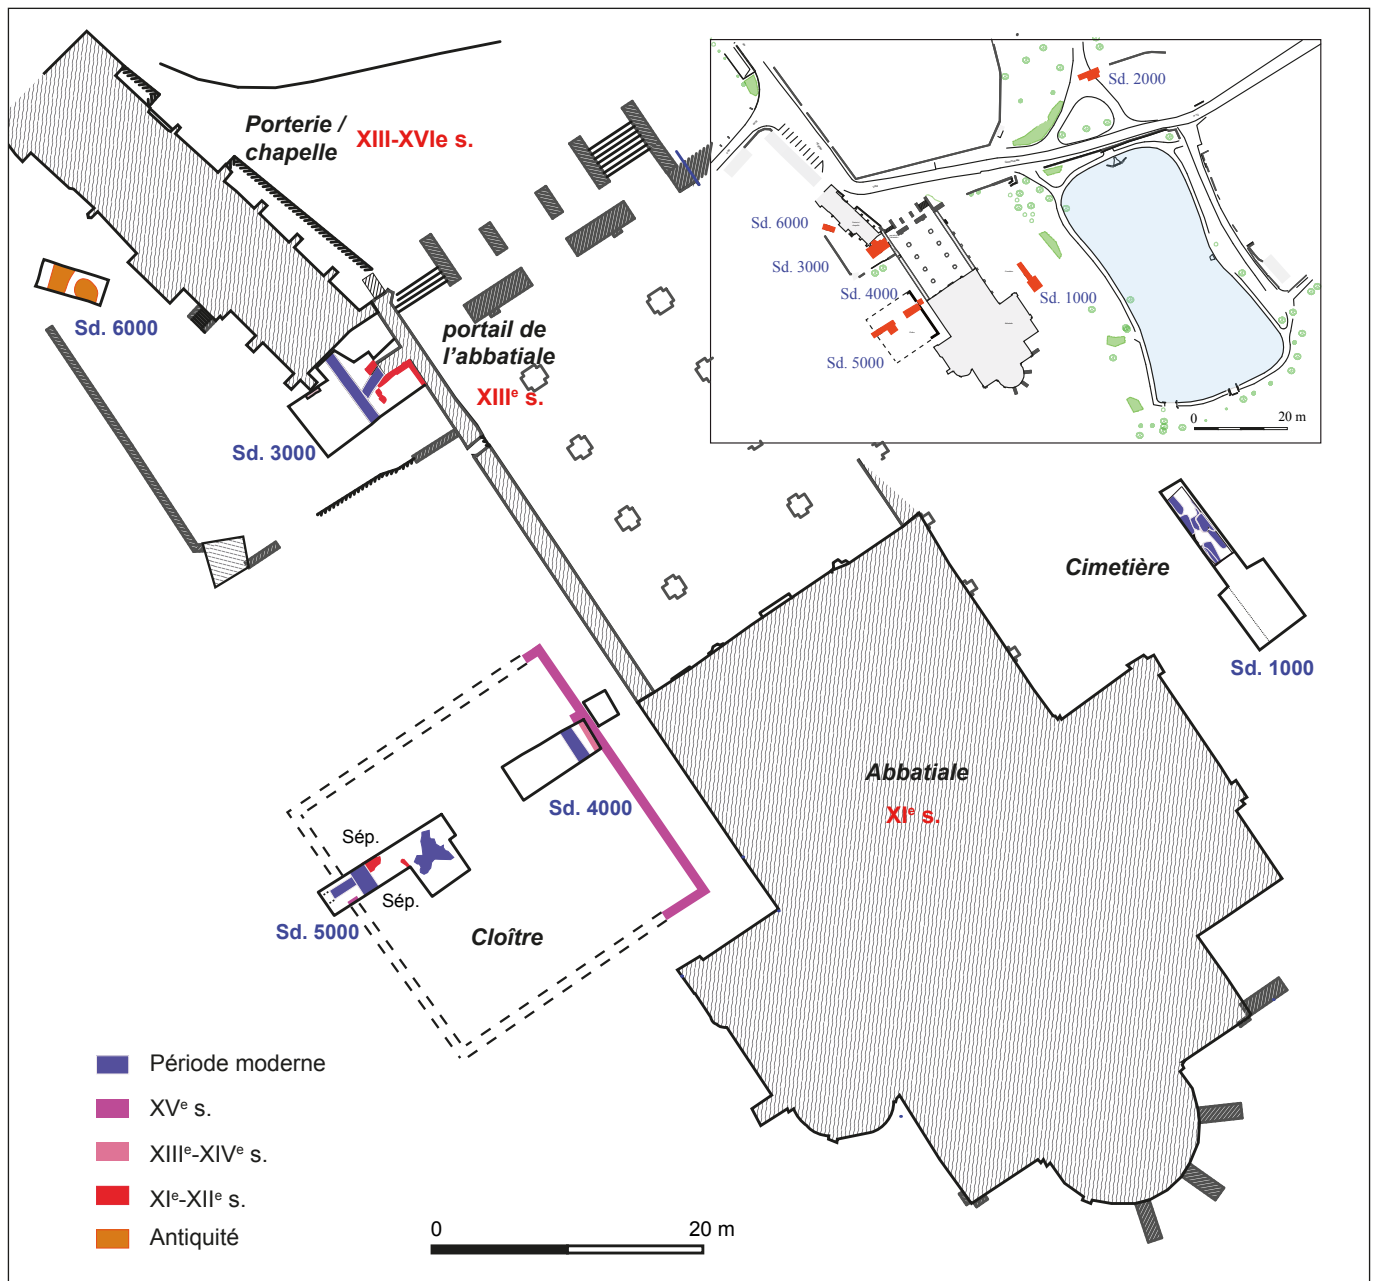 Porterie /
chapelle
XIII-XVIe s.
Sd. 6000
portail de
l'abbatiale
XIIIe s.
Sd. 3000
Sd. 2000
Sd. 6000
Sd. 3000
Sd. 4000
Sd. 1000
Sd. 5000
0
20 m
Cimetière
Sd. 1000
Abbatiale
XIe s.
Sd. 4000
Sép.
Sép.
Sd. 5000
Cloître
Période moderne
XVe s.
XIIIe-XIVe s.
XIe-XIIe s.
Antiquité
0
20 m